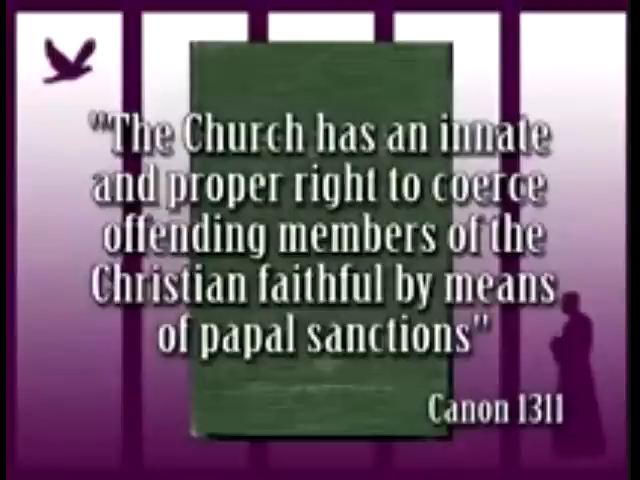 "The Church has an innate
and proper right to coerce
offending members of the
Christian faithful by means
of papal sanctions"
Canon 1311